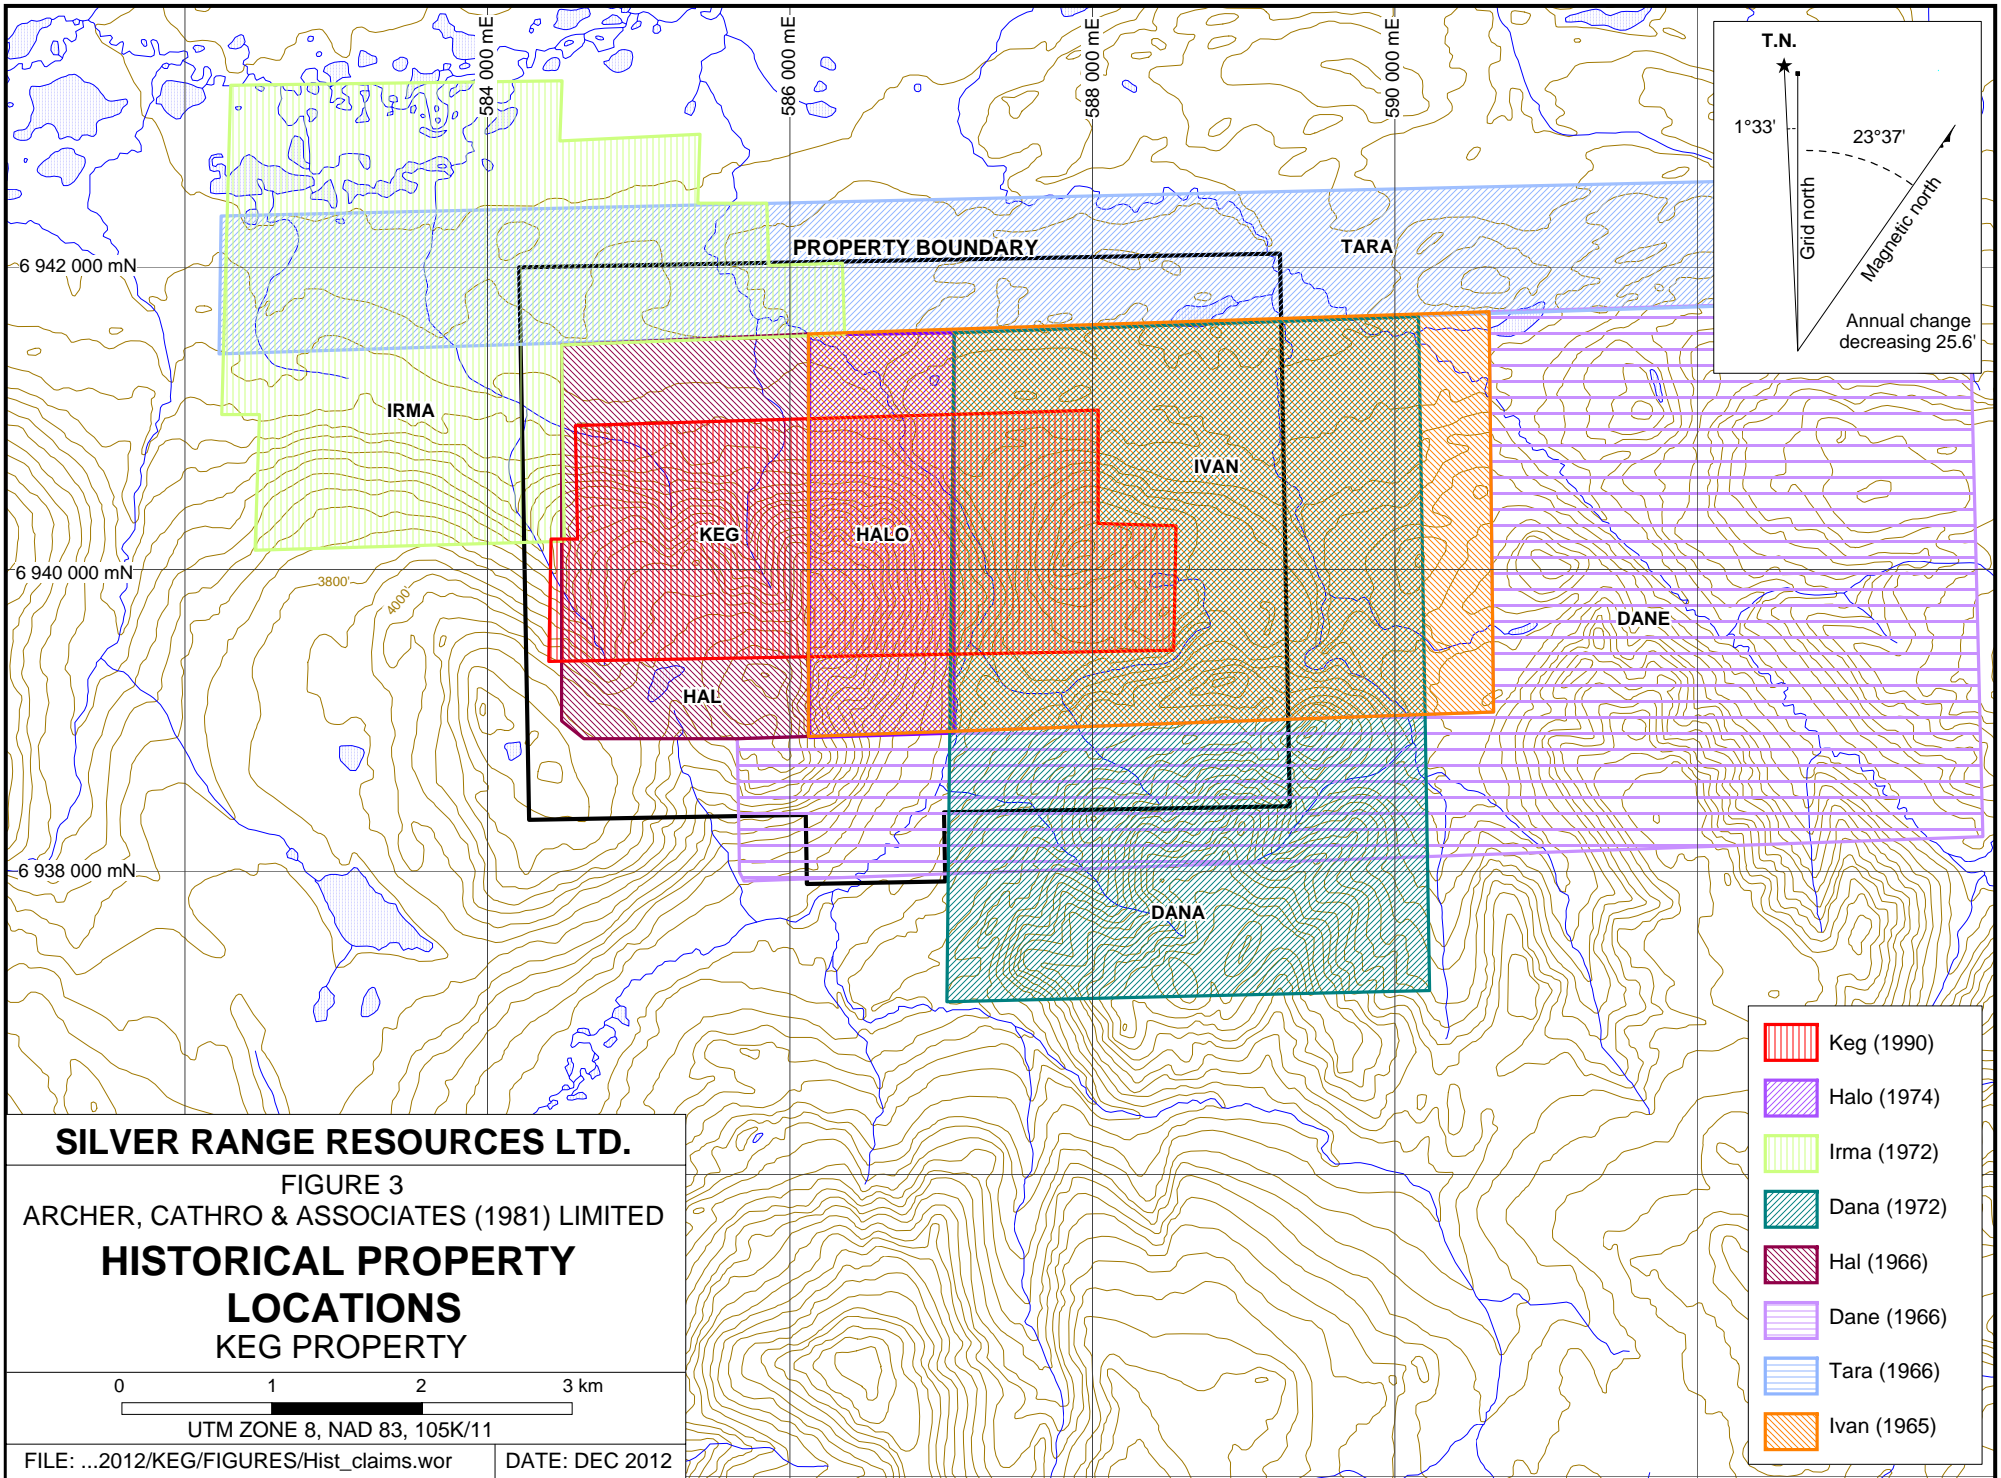 584 000 mE
586 000 mE
588 000 mE
590 000 mE
T.N.
1°33'
23°37'
Grid north
Magnetic north
Annual change
decreasing 25.6'
PROPERTY BOUNDARY
TARA
6 942 000 mN
IRMA
IVAN
KEG
HALO
6 940 000 mN
3800'
4000'
DANE
HAL
6 938 000 mN
DANA
SILVER RANGE RESOURCES LTD.
FIGURE 3
ARCHER, CATHRO & ASSOCIATES (1981) LIMITED
HISTORICAL PROPERTY
LOCATIONS
KEG PROPERTY
0 1 2 3 km
UTM ZONE 8, NAD 83, 105K/11
FILE: ...2012/KEG/FIGURES/Hist_claims.wor
DATE: DEC 2012
Keg (1990)
Halo (1974)
Irma (1972)
Dana (1972)
Hal (1966)
Dane (1966)
Tara (1966)
Ivan (1965)